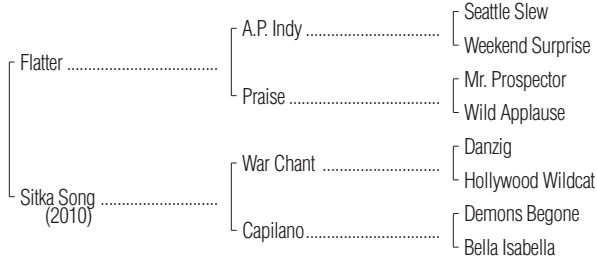 Seattle Slew
A.P. Indy ..............................
Weekend Surprise
Flatter ..................................
Mr. Prospector
Praise ..................................
Wild Applause
Danzig
War Chant ..........................
Hollywood Wildcat
Sitka Song ..........................
(2010)
Demons Begone
Capilano..............................
Bella Isabella